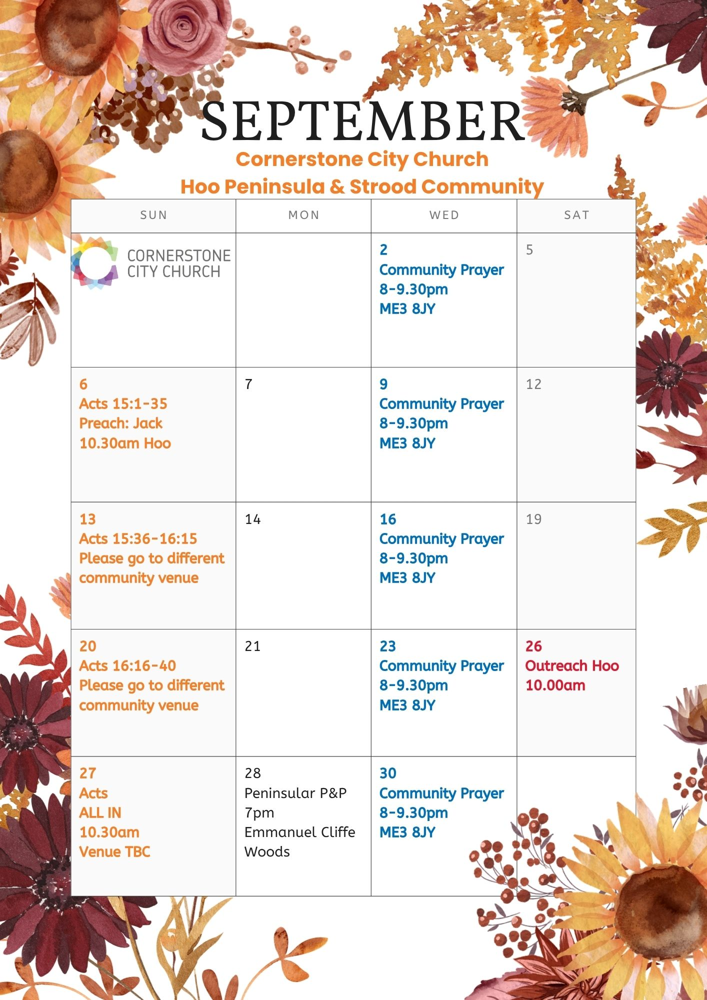 SEPTEMBER
Cornerstone City Church
Hoo Peninsula & Strood Community
SUN
MON
WED
SAT
CORNERSTONE
CITY CHURCH
2
Community Prayer
8-9.30pm
ME3 8JY
5
6
Acts 15:1-35
Preach: Jack
10.30am Hoo
7
9
Community Prayer
8-9.30pm
ME3 8JY
12
13
Acts 15:36-16:15
Please go to different
community venue
14
16
Community Prayer
8-9.30pm
ME3 8JY
19
20
Acts 16:16-40
Please go to different
community venue
21
23
Community Prayer
8-9.30pm
ME3 8JY
26
Outreach Hoo
10.00am
27
Acts
ALL IN
10.30am
Venue TBC
28
Peninsular P&P
7pm
Emmanuel Cliffe
Woods
30
Community Prayer
8-9.30pm
ME3 8JY